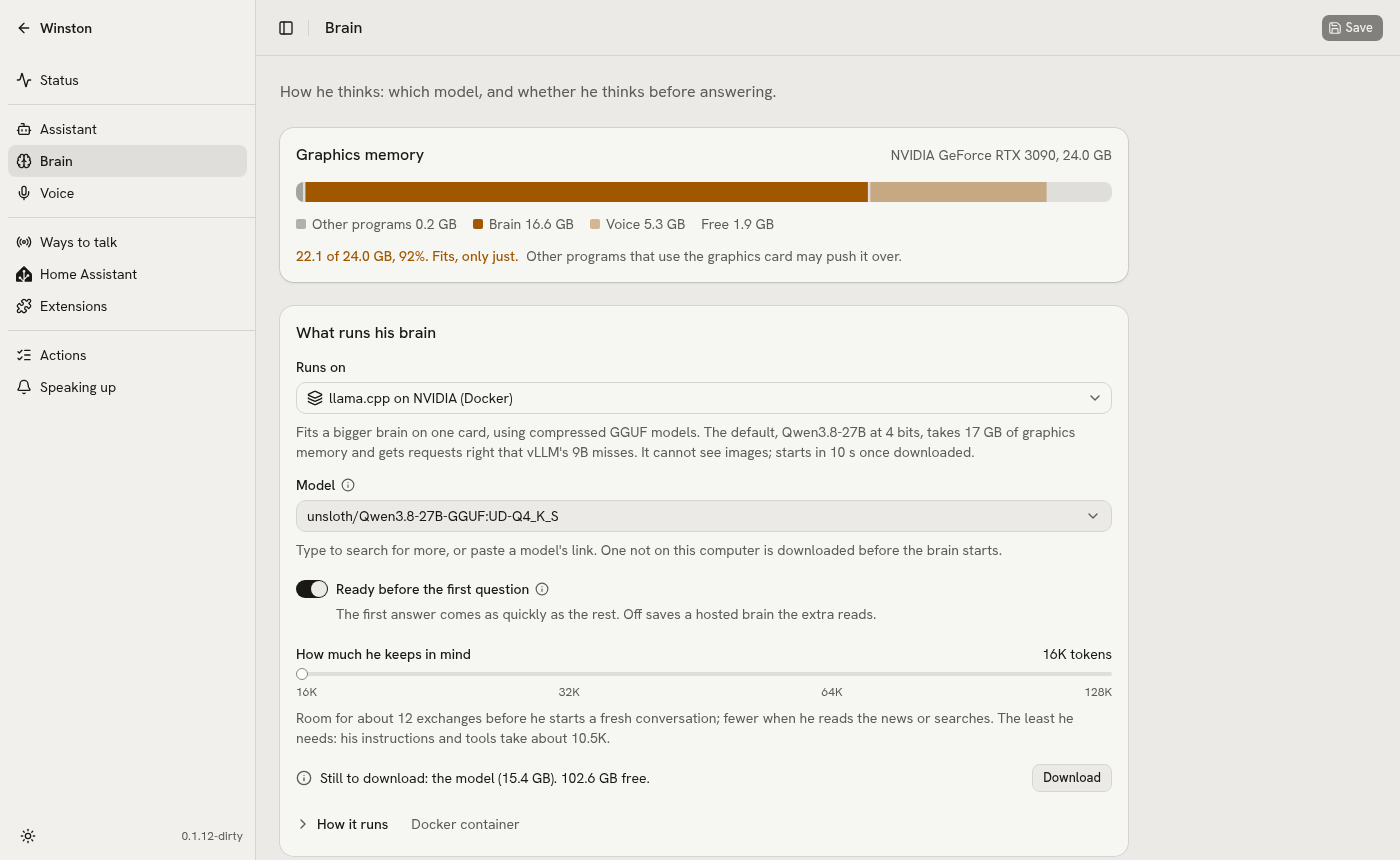 Winston
Status
Assistant
Brain
Voice
Ways to talk
Home Assistant
Extensions
Actions
Speaking up
0.1.12-dirty
Brain
Save
How he thinks: which model, and whether he thinks before answering.
Graphics memory
NVIDIA GeForce RTX 3090, 24.0 GB
Other programs 0.2 GB Brain 16.6 GB Voice 5.3 GB Free 1.9 GB
22.1 of 24.0 GB, 92%. Fits, only just. Other programs that use the graphics card may push it over.
What runs his brain
Runs on
llama.cpp on NVIDIA (Docker)
Fits a bigger brain on one card, using compressed GGUF models. The default, Qwen3.8-27B at 4 bits, takes 17 GB of graphics
memory and gets requests right that vLLM's 9B misses. It cannot see images; starts in 10 s once downloaded.
Model
unsloth/Qwen3.8-27B-GGUF:UD-Q4_K_S
Type to search for more, or paste a model's link. One not on this computer is downloaded before the brain starts.
Ready before the first question
The first answer comes as quickly as the rest. Off saves a hosted brain the extra reads.
How much he keeps in mind
16K tokens
16K 32K 64K 128K
Room for about 12 exchanges before he starts a fresh conversation; fewer when he reads the news or searches. The least he
needs: his instructions and tools take about 10.5K.
Still to download: the model (15.4 GB). 102.6 GB free.
Download
How it runs Docker container